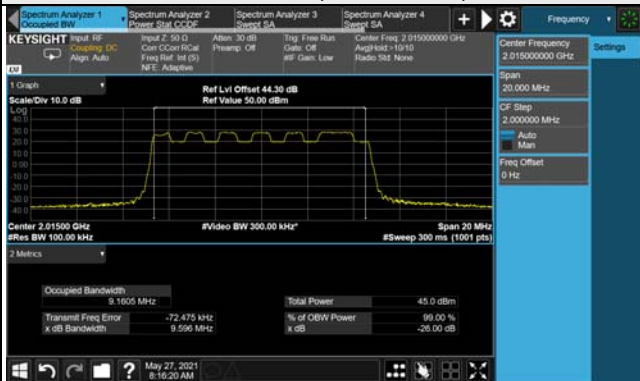 Spectrum Analyzer 1
Occupied BW
Spectrum Analyzer 2
Power Stat CCDF
Spectrum Analyzer 3
Swept SA
Spectrum Analyzer 4
Swept SA
+
Frequency
KEYSIGHT
Input: RF
Coupling: DC
Align: Auto
Input Z: 50 Ω
Corr CCorr RCal
Freq Ref: Int (S)
NFE: Adaptive
Atten: 30 dB
Preamp: Off
Trig: Free Run
Gate: Off
#IF Gain: Low
Center Freq: 2.015000000 GHz
Avg|Hold:>10/10
Radio Std: None
Center Frequency
2.015000000 GHz
Settings
Span
20.000 MHz
CF Step
2.000000 MHz
Auto
Man
Freq Offset
0 Hz
LXI
1 Graph
Scale/Div 10.0 dB
Ref Lvl Offset 44.30 dB
Ref Value 50.00 dBm
Log
40.0
30.0
20.0
10.0
0.00
-10.0
-20.0
-30.0
-40.0
Center 2.01500 GHz
#Res BW 100.00 kHz
#Video BW 300.00 kHz*
Span 20 MHz
#Sweep 300 ms (1001 pts)
2 Metrics
Occupied Bandwidth
9.1605 MHz
Total Power
45.0 dBm
Transmit Freq Error
-72.475 kHz
% of OBW Power
99.00 %
x dB Bandwidth
9.596 MHz
x dB
-26.00 dB
?
May 27, 2021
8:16:20 AM